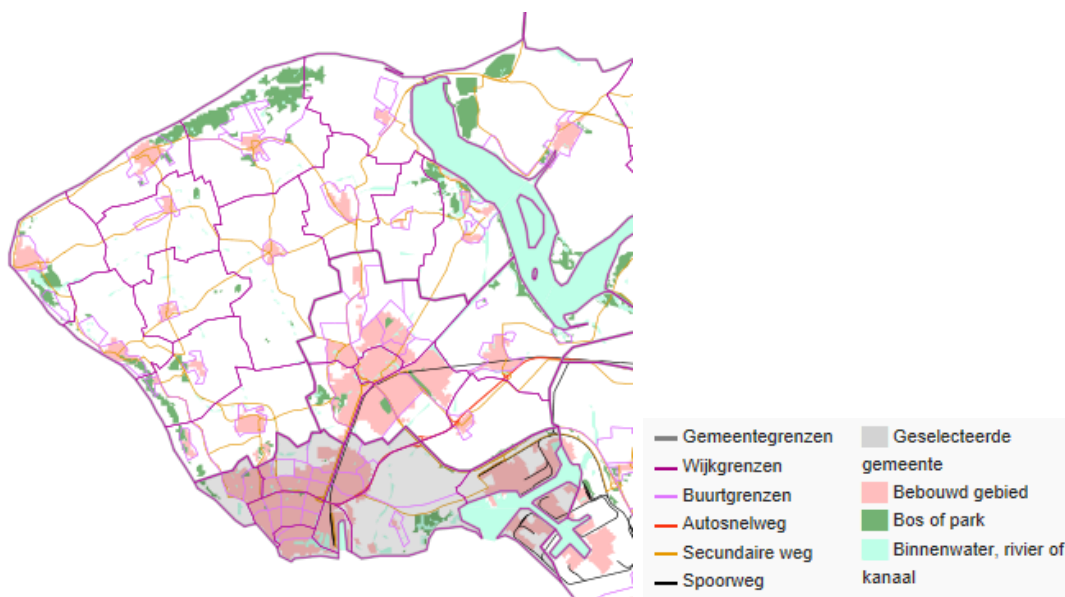 Gemeentegrenzen
Wijkgrenzen
Buurtgrenzen
Autosnelweg
Secundaire weg
Spoorweg
Geselecteerde
gemeente
Bebouwd gebied
Bos of park
Binnenwater, rivier of
kanaal